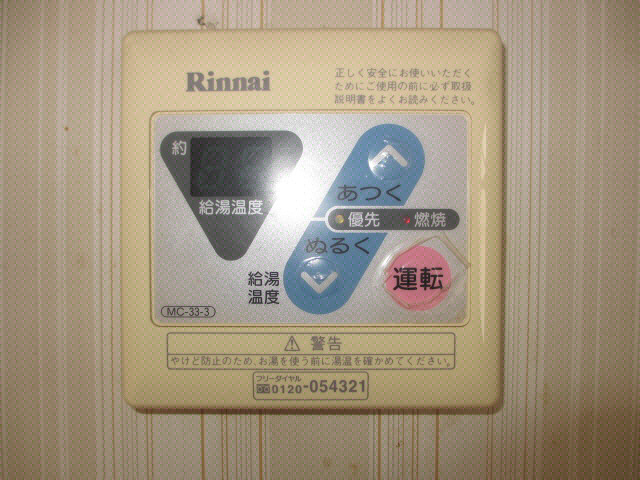 Rinnai
正しく安全にお使いいただく
ためにご使用の前に必ず取扱
説明書をよくお読みください。
約
給湯温度
あつく
優先
燃焼
ぬるく
給湯
温度
運転
MC-33-3
⚠ 警告
やけど防止のため、お湯を使う前に湯温を確かめてください。
フリーダイヤル
0120-054321